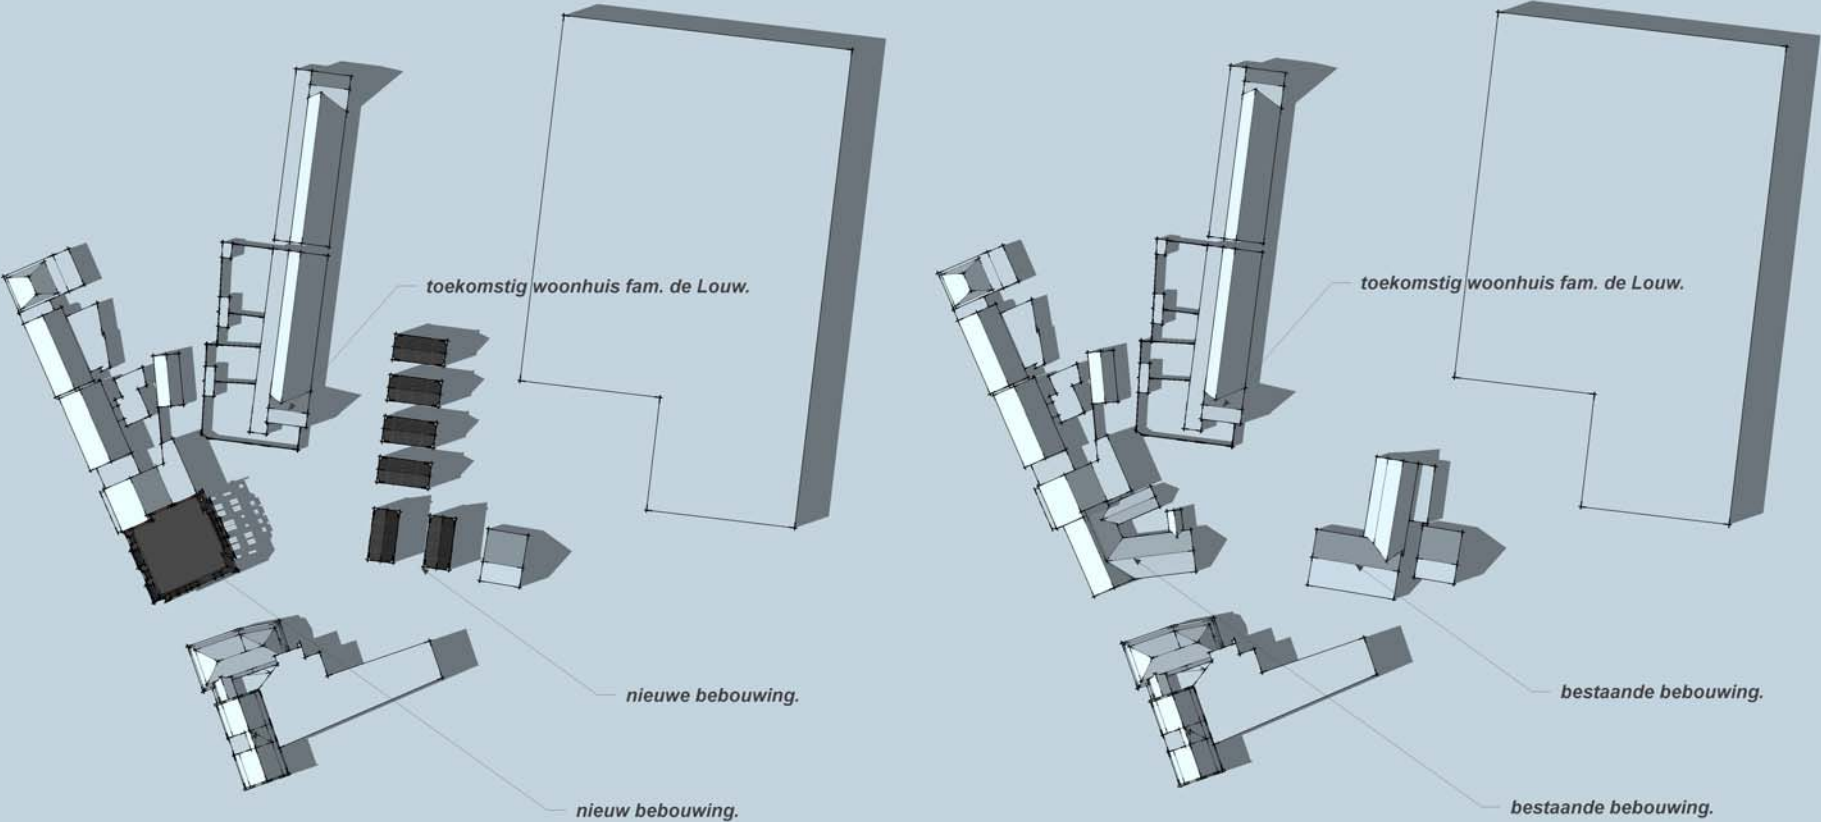 toekomstig woonhuis fam. de Louw.
nieuwe bebouwing.
nieuw bebouwing.
toekomstig woonhuis fam. de Louw.
bestaande bebouwing.
bestaande bebouwing.